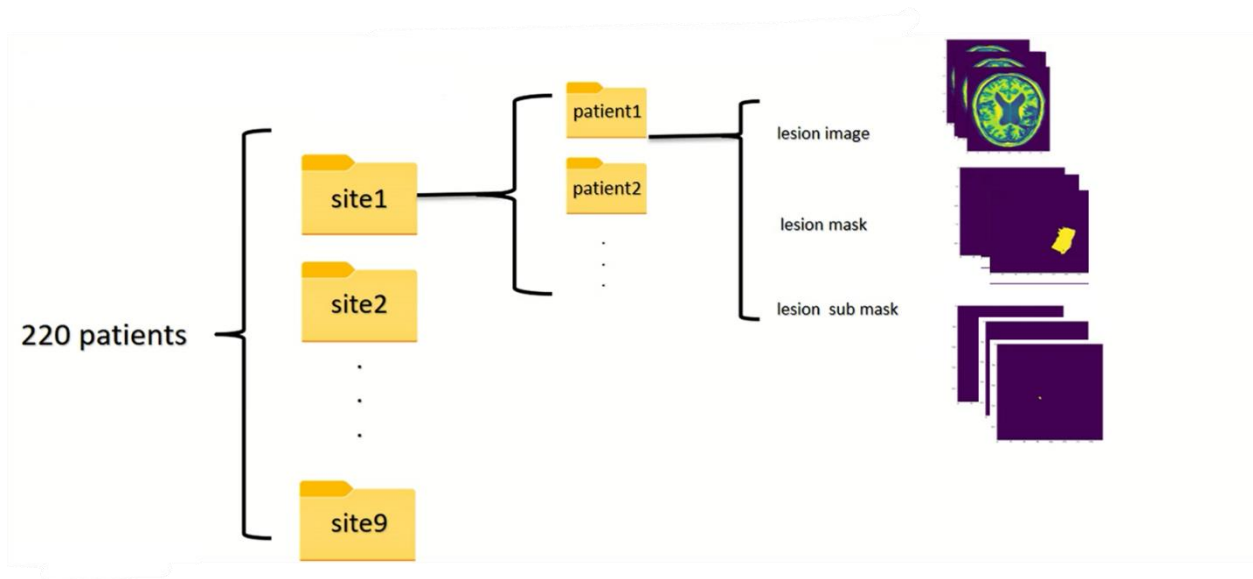 220 patients
site1
site2
site9
patient1
patient2
lesion image
lesion mask
lesion sub mask